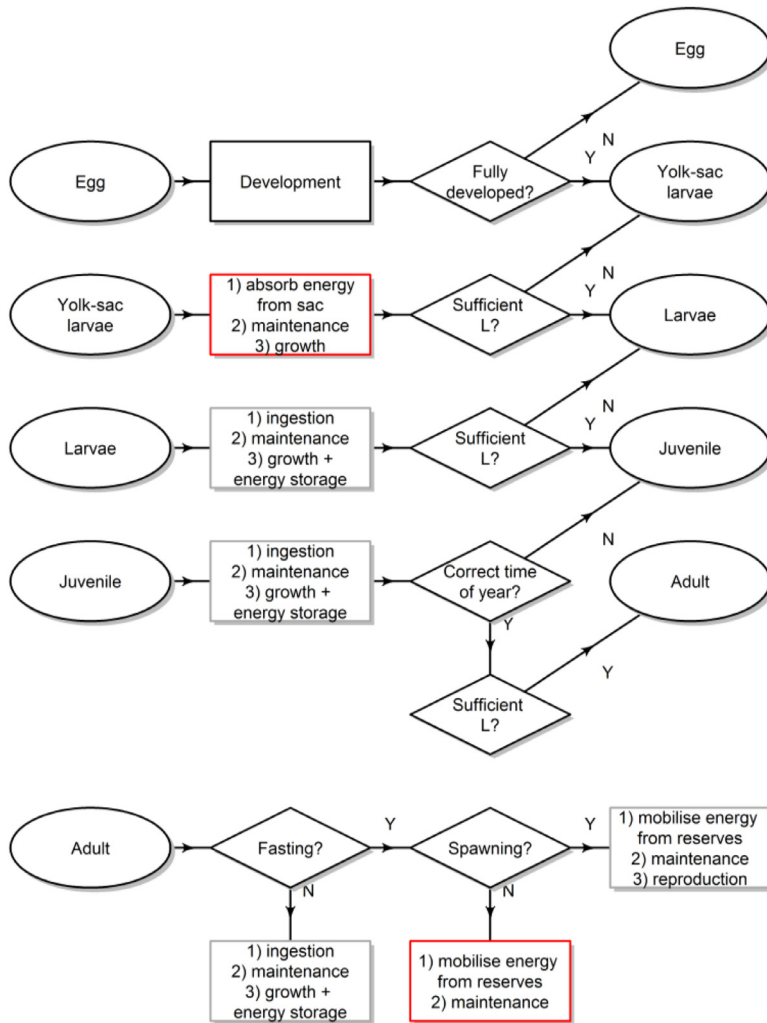 Egg
Egg
Development
Fully
developed?
N
Y
Yolk-sac
larvae
Yolk-sac
larvae
1) absorb energy
from sac
2) maintenance
3) growth
Sufficient
L?
N
Y
Larvae
Larvae
1) ingestion
2) maintenance
3) growth +
energy storage
Sufficient
L?
N
Y
Juvenile
Juvenile
1) ingestion
2) maintenance
3) growth +
energy storage
Correct time
of year?
N
Y
Adult
Sufficient
L?
Y
Adult
Fasting?
Y
Spawning?
Y
1) mobilise energy
from reserves
2) maintenance
3) reproduction
N
N
1) ingestion
2) maintenance
3) growth +
energy storage
1) mobilise energy
from reserves
2) maintenance